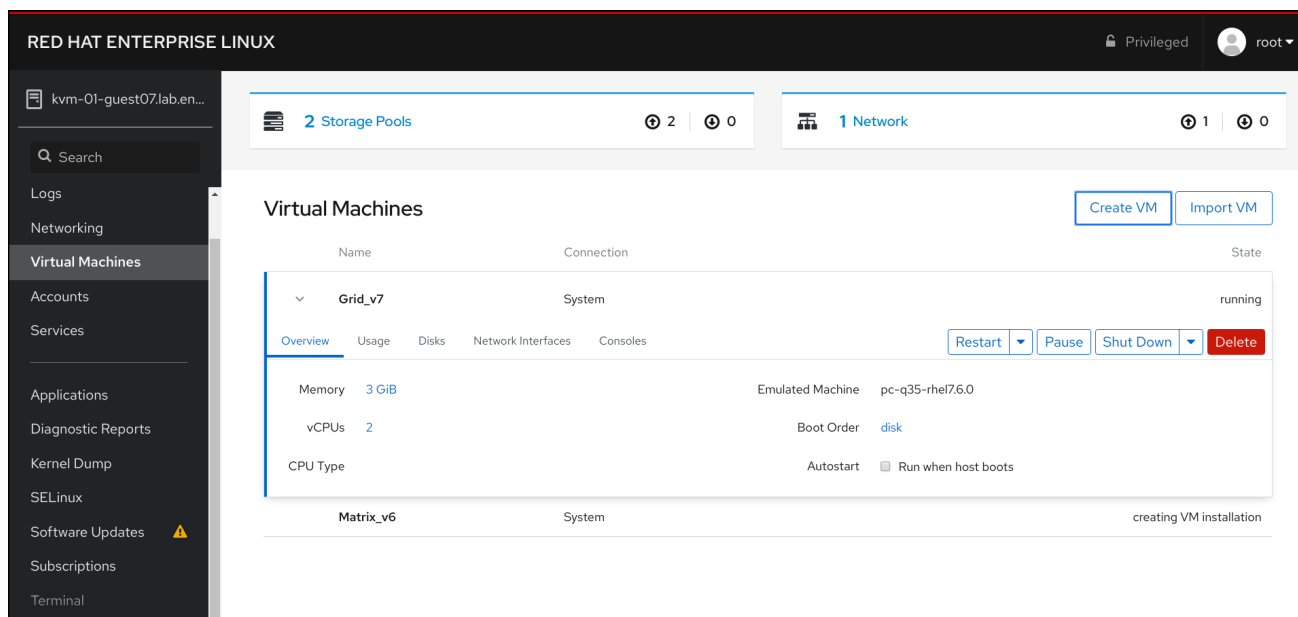 RED HAT ENTERPRISE LINUX
Privileged
root
kvm-01-guest07.lab.en...
Search
Logs
Networking
Virtual Machines
Accounts
Services
Applications
Diagnostic Reports
Kernel Dump
SELinux
Software Updates
Subscriptions
Terminal
2 Storage Pools 2 0
1 Network 1 0
Virtual Machines
Create VM Import VM
Name Connection State
Grid_v7 System running
Overview Usage Disks Network Interfaces Consoles Restart Pause Shut Down Delete
Memory 3 GiB Emulated Machine pc-q35-rhel7.6.0
vCPUs 2 Boot Order disk
CPU Type Autostart Run when host boots
Matrix_v6 System creating VM installation